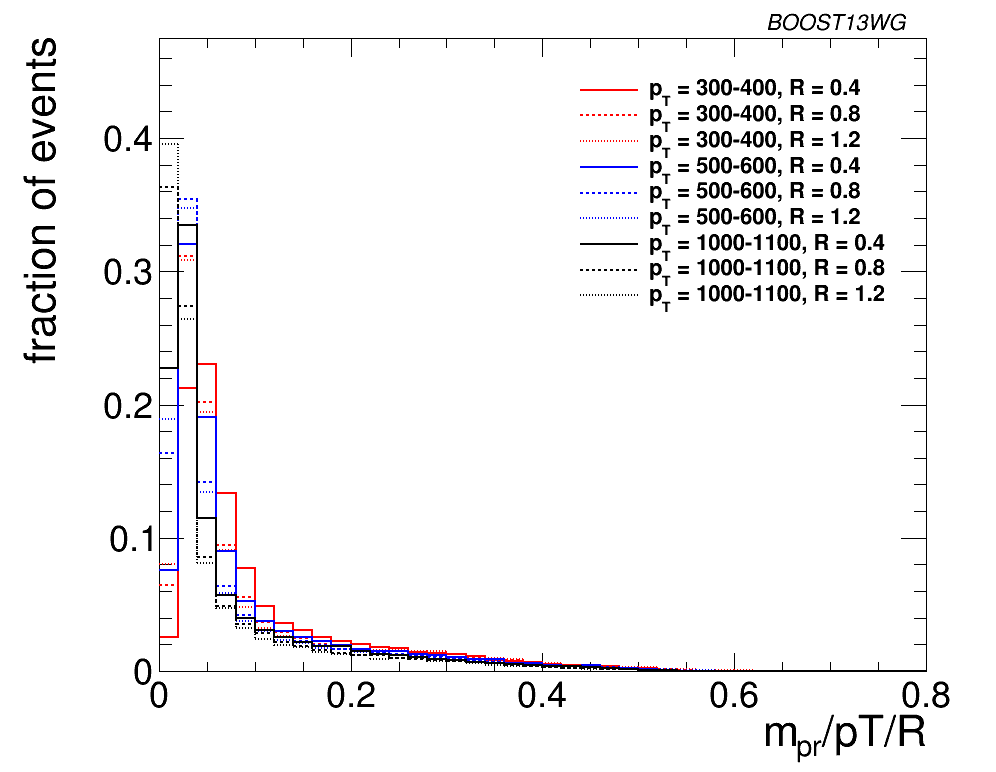 BOOST13WG
fraction of events
0.4
0.3
0.2
0.1
0
p_T = 300-400, R = 0.4
p_T = 300-400, R = 0.8
p_T = 300-400, R = 1.2
p_T = 500-600, R = 0.4
p_T = 500-600, R = 0.8
p_T = 500-600, R = 1.2
p_T = 1000-1100, R = 0.4
p_T = 1000-1100, R = 0.8
p_T = 1000-1100, R = 1.2
0 0.2 0.4 0.6 0.8
m_pr/pT/R